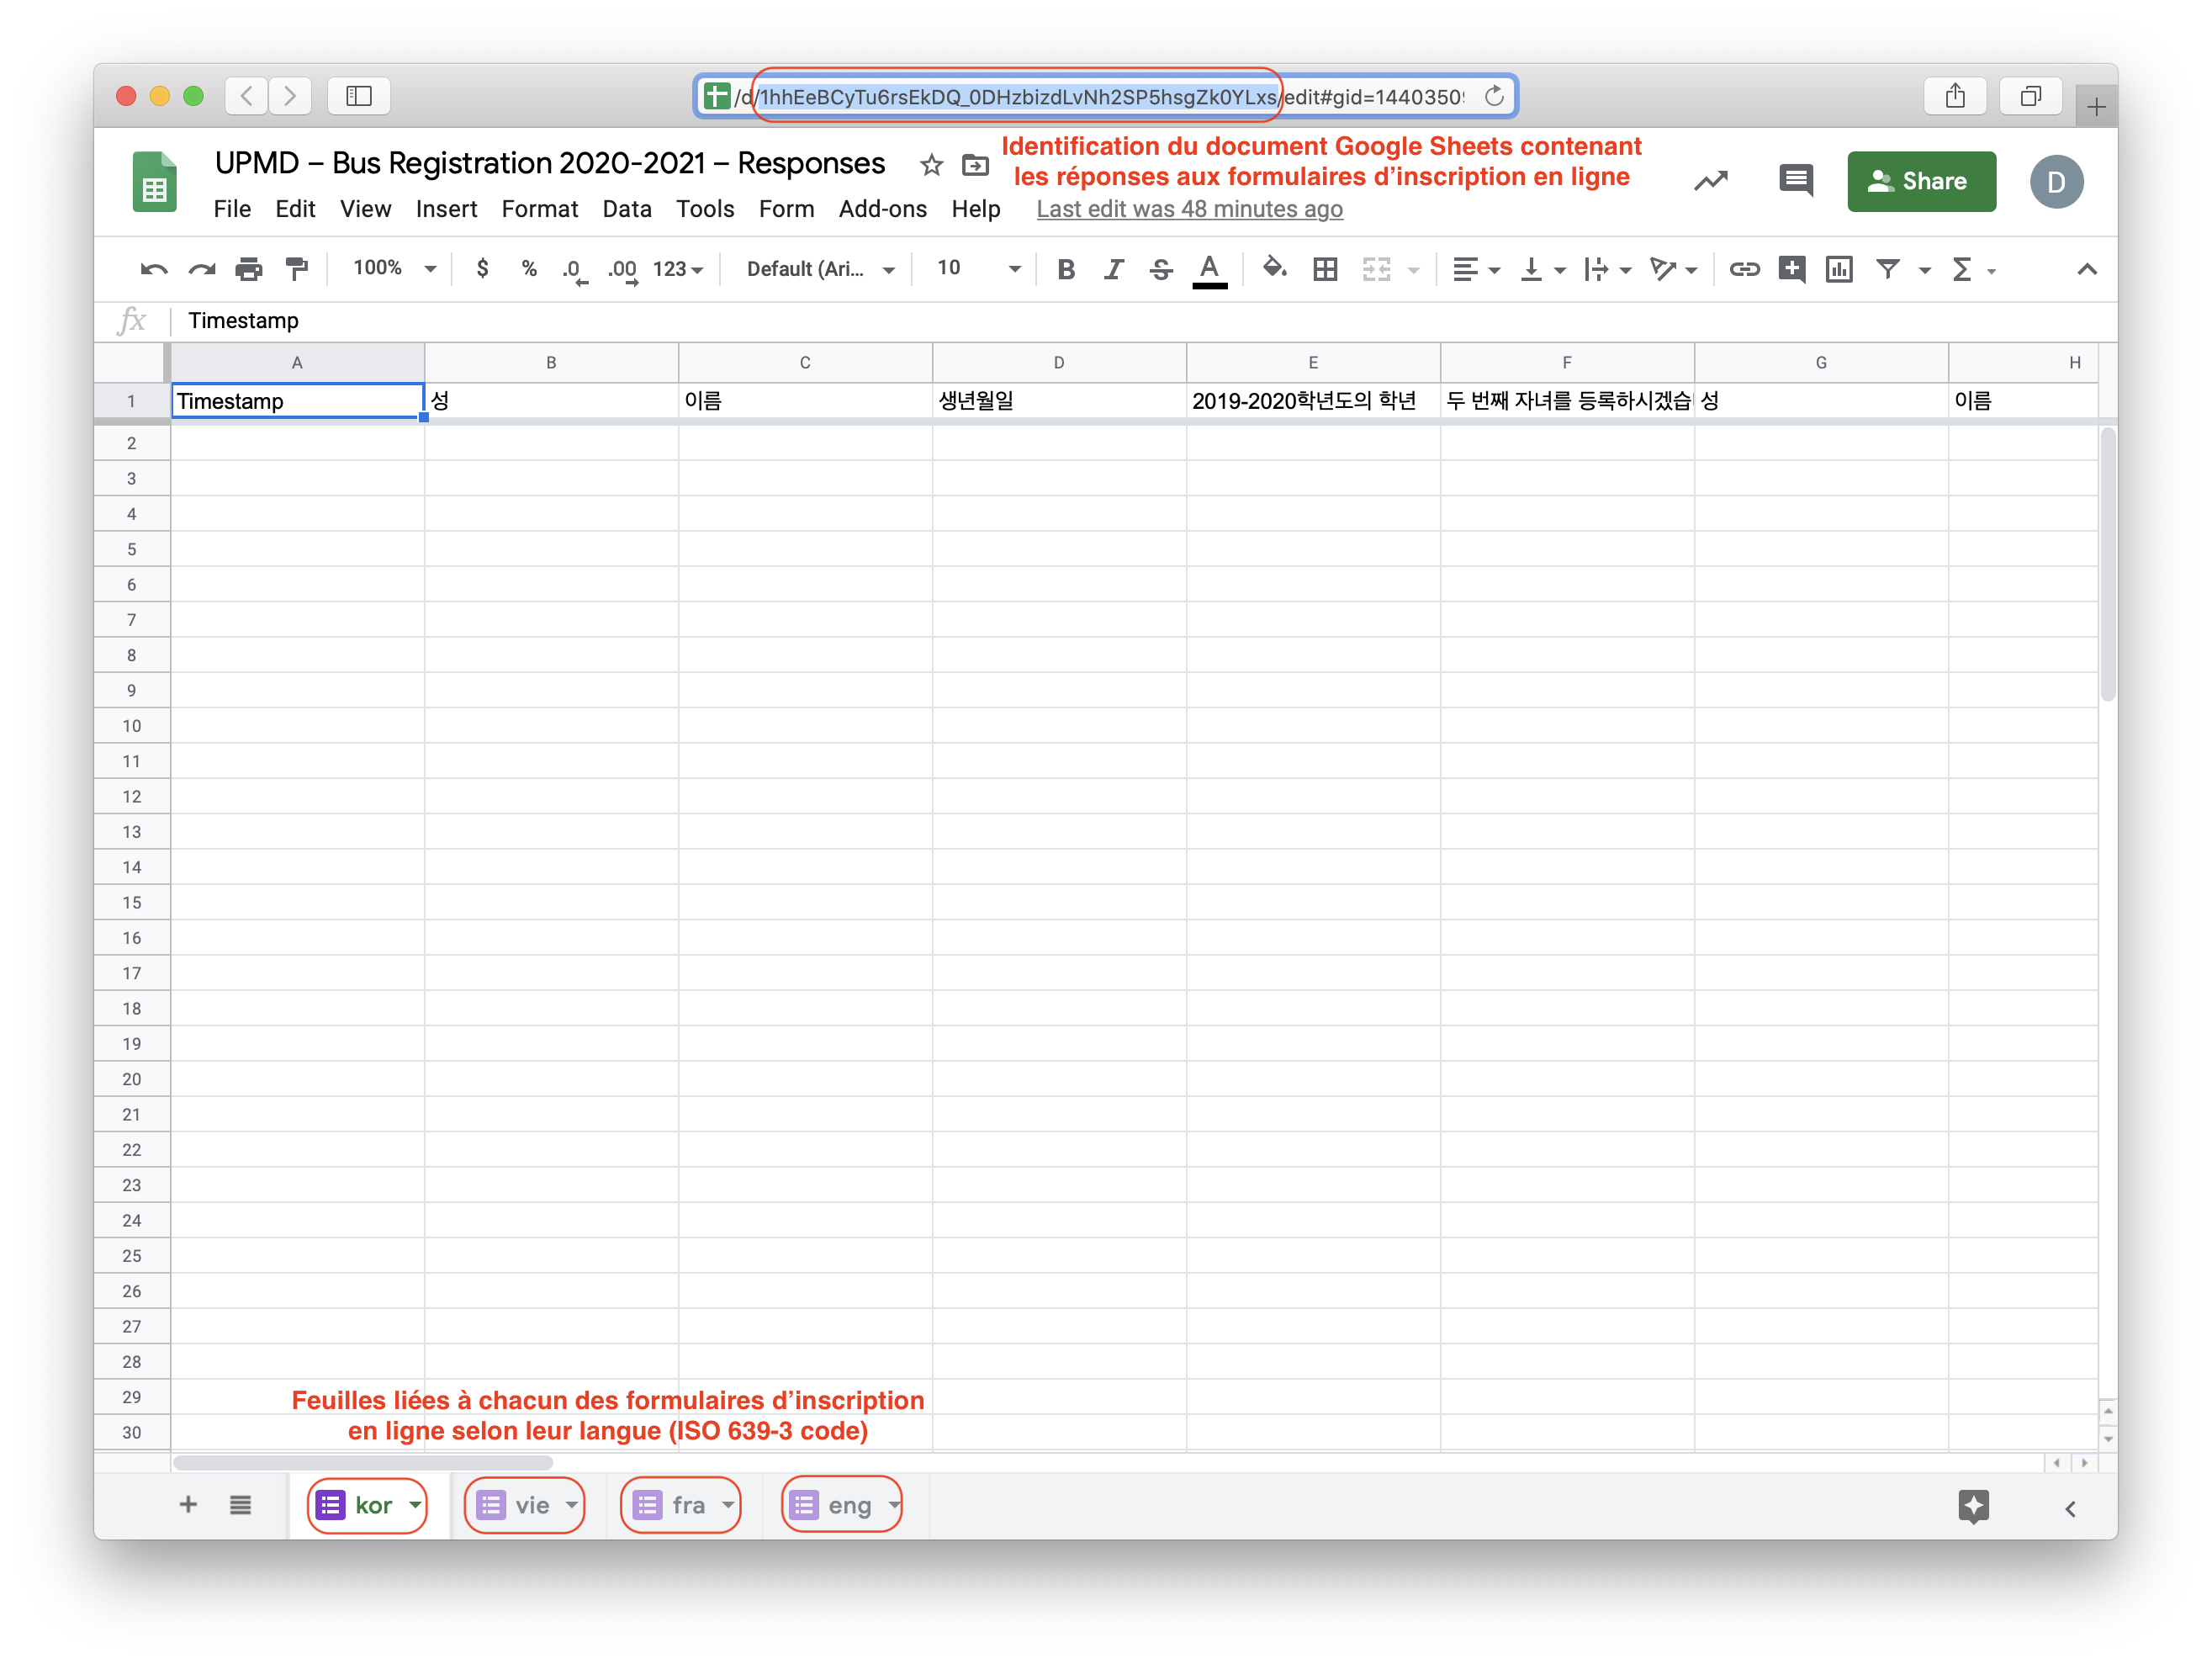 /d/1hhEeBCyTu6rsEkDQ_0DHzbizdLvNh2SP5hsgZk0YLxs/edit#gid=1440350
UPMD – Bus Registration 2020-2021 – Responses
Identification du document Google Sheets contenant
les réponses aux formulaires d’inscription en ligne
Share
D
File Edit View Insert Format Data Tools Form Add-ons Help Last edit was 48 minutes ago
100% $ % .0 .00 123 Default (Ari... 10 B I S A Σ
fx Timestamp
A B C D E F G H
1 Timestamp 성 이름 생년월일 2019-2020학년도의 학년 두 번째 자녀를 등록하시겠습 성 이름
2
3
4
5
6
7
8
9
10
11
12
13
14
15
16
17
18
19
20
21
22
23
24
25
26
27
28
29
Feuilles liées à chacun des formulaires d’inscription
30
en ligne selon leur langue (ISO 639-3 code)
kor vie fra eng